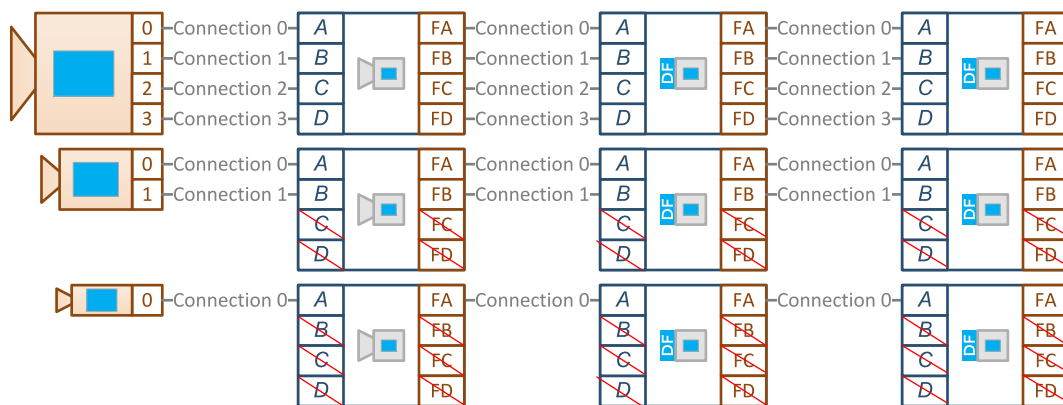 0 Connection 0 A FA Connection 0 A FA Connection 0 A FA
1 Connection 1 B FB Connection 1 B DF FB Connection 1 B DF FB
2 Connection 2 C FC Connection 2 C FC Connection 2 C FC
3 Connection 3 D FD Connection 3 D FD Connection 3 D FD
0 Connection 0 A FA Connection 0 A FA Connection 0 A FA
1 Connection 1 B FB Connection 1 B DF FB Connection 1 B DF FB
C FC C FC C FC
D FD D FD D FD
0 Connection 0 A FA Connection 0 A FA Connection 0 A FA
B FB B DF FB B DF FB
C FC C FC C FC
D FD D FD D FD